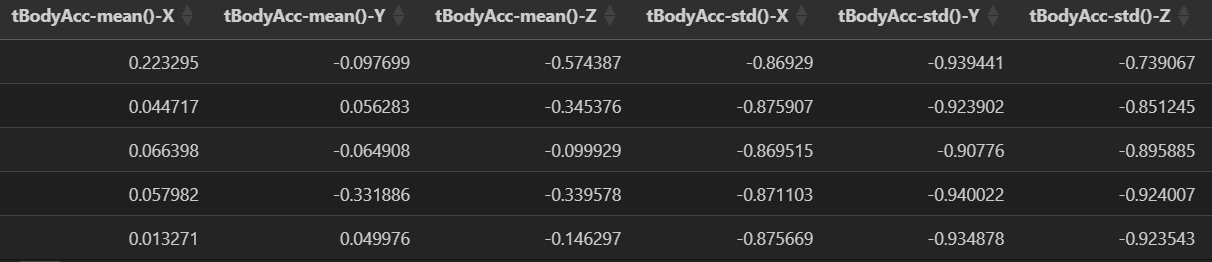 tBodyAcc-mean()-X tBodyAcc-mean()-Y tBodyAcc-mean()-Z tBodyAcc-std()-X tBodyAcc-std()-Y tBodyAcc-std()-Z
0.223295 -0.097699 -0.574387 -0.86929 -0.939441 -0.739067
0.044717 0.056283 -0.345376 -0.875907 -0.923902 -0.851245
0.066398 -0.064908 -0.099929 -0.869515 -0.90776 -0.895885
0.057982 -0.331886 -0.339578 -0.871103 -0.940022 -0.924007
0.013271 0.049976 -0.146297 -0.875669 -0.934878 -0.923543